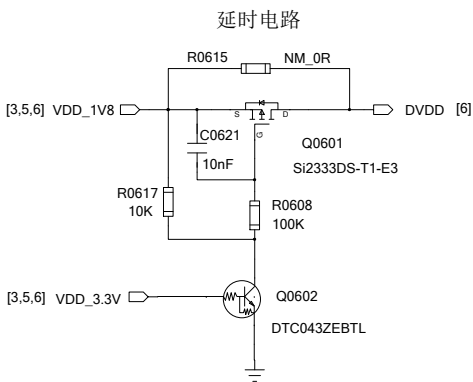 延时电路
R0615 NM_0R
[3,5,6] VDD_1V8 S D DVDD [6]
G
C0621 Q0601
10nF Si2333DS-T1-E3
R0617 R0608
10K 100K
[3,5,6] VDD_3.3V Q0602
DTC043ZEBTL